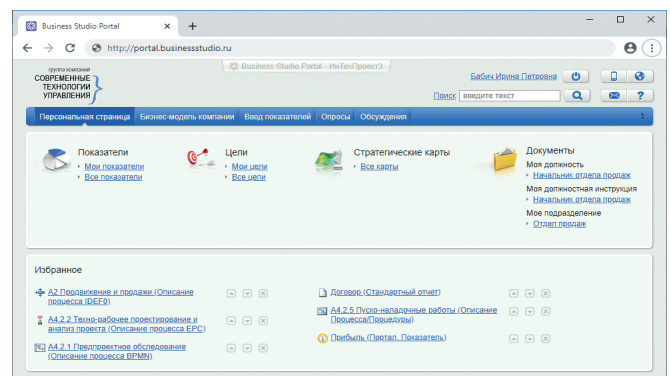 Business Studio Portal
http://portal.businessstudio.ru
Business Studio Portal - ИнТехПроект3
группа компаний
СОВРЕМЕННЫЕ
ТЕХНОЛОГИИ
УПРАВЛЕНИЯ
Бабич Ирина Петровна
Поиск введите текст
Персональная страница Бизнес-модель компании Ввод показателей Опросы Обсуждения
Показатели
Мои показатели
Все показатели
Цели
Мои цели
Все цели
Стратегические карты
Все карты
Документы
Моя должность
Начальник отдела продаж
Моя должностная инструкция
Начальник отдела продаж
Мое подразделение
Отдел продаж
Избранное
A2 Продвижение и продажи (Описание
процесса IDEF0)
A4.2.2 Техно-рабочее проектирование и
анализ проекта (Описание процесса EPC)
A4.2.1 Предпроектное обследование
(Описание процесса BPMN)
Договор (Стандартный отчет)
A4.2.5 Пуско-наладочные работы (Описание
Процесса/Процедуры)
Прибыль (Портал. Показатель)